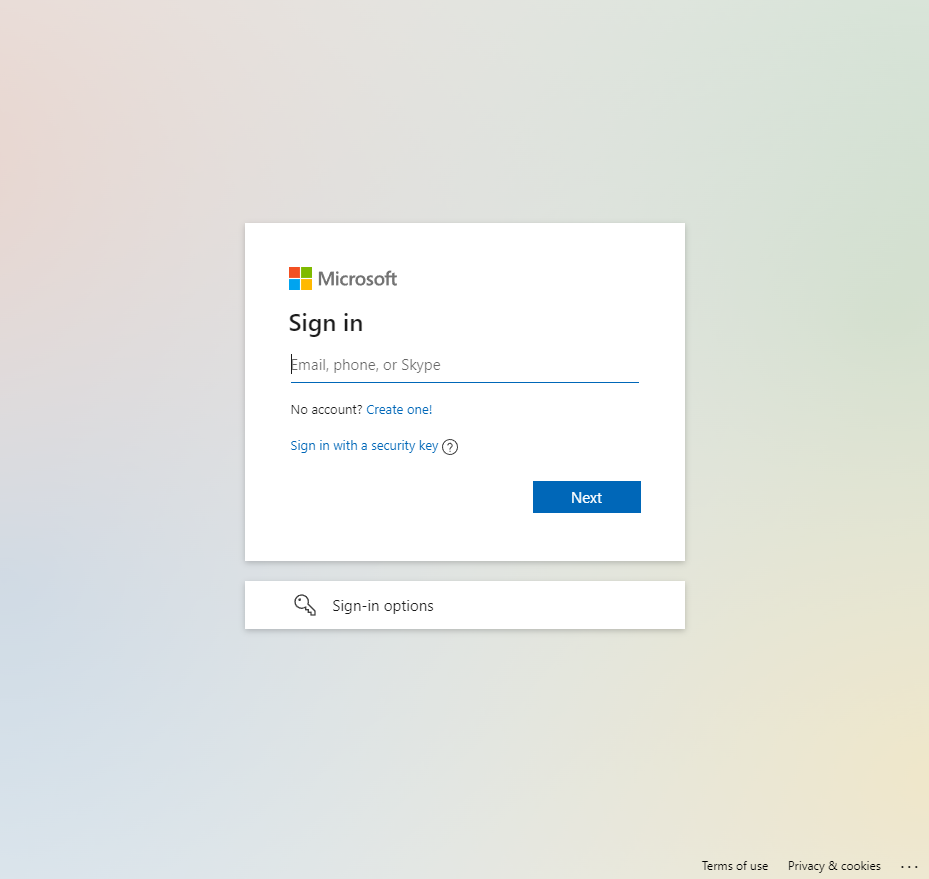 Microsoft
Sign in
Email, phone, or Skype
No account? Create one!
Sign in with a security key ?
Next
Sign-in options
Terms of use Privacy & cookies ...